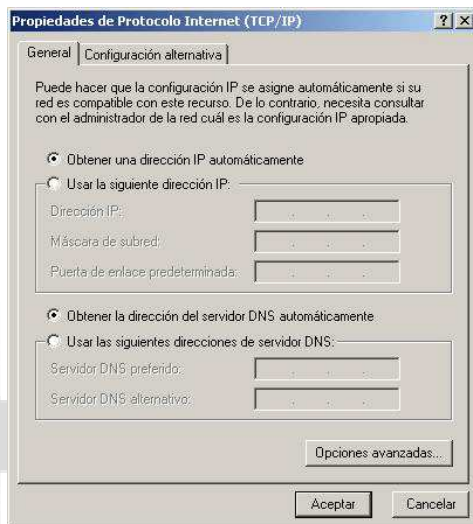 Propiedades de Protocolo Internet (TCP/IP)
General
Configuración alternativa
Puede hacer que la configuración IP se asigne automáticamente si su
red es compatible con este recurso. De lo contrario, necesita consultar
con el administrador de la red cuál es la configuración IP apropiada.
Obtener una dirección IP automáticamente
Usar la siguiente dirección IP:
Dirección IP:
Máscara de subred:
Puerta de enlace predeterminada:
Obtener la dirección del servidor DNS automáticamente
Usar las siguientes direcciones de servidor DNS:
Servidor DNS preferido:
Servidor DNS alternativo:
Opciones avanzadas...
Aceptar
Cancelar